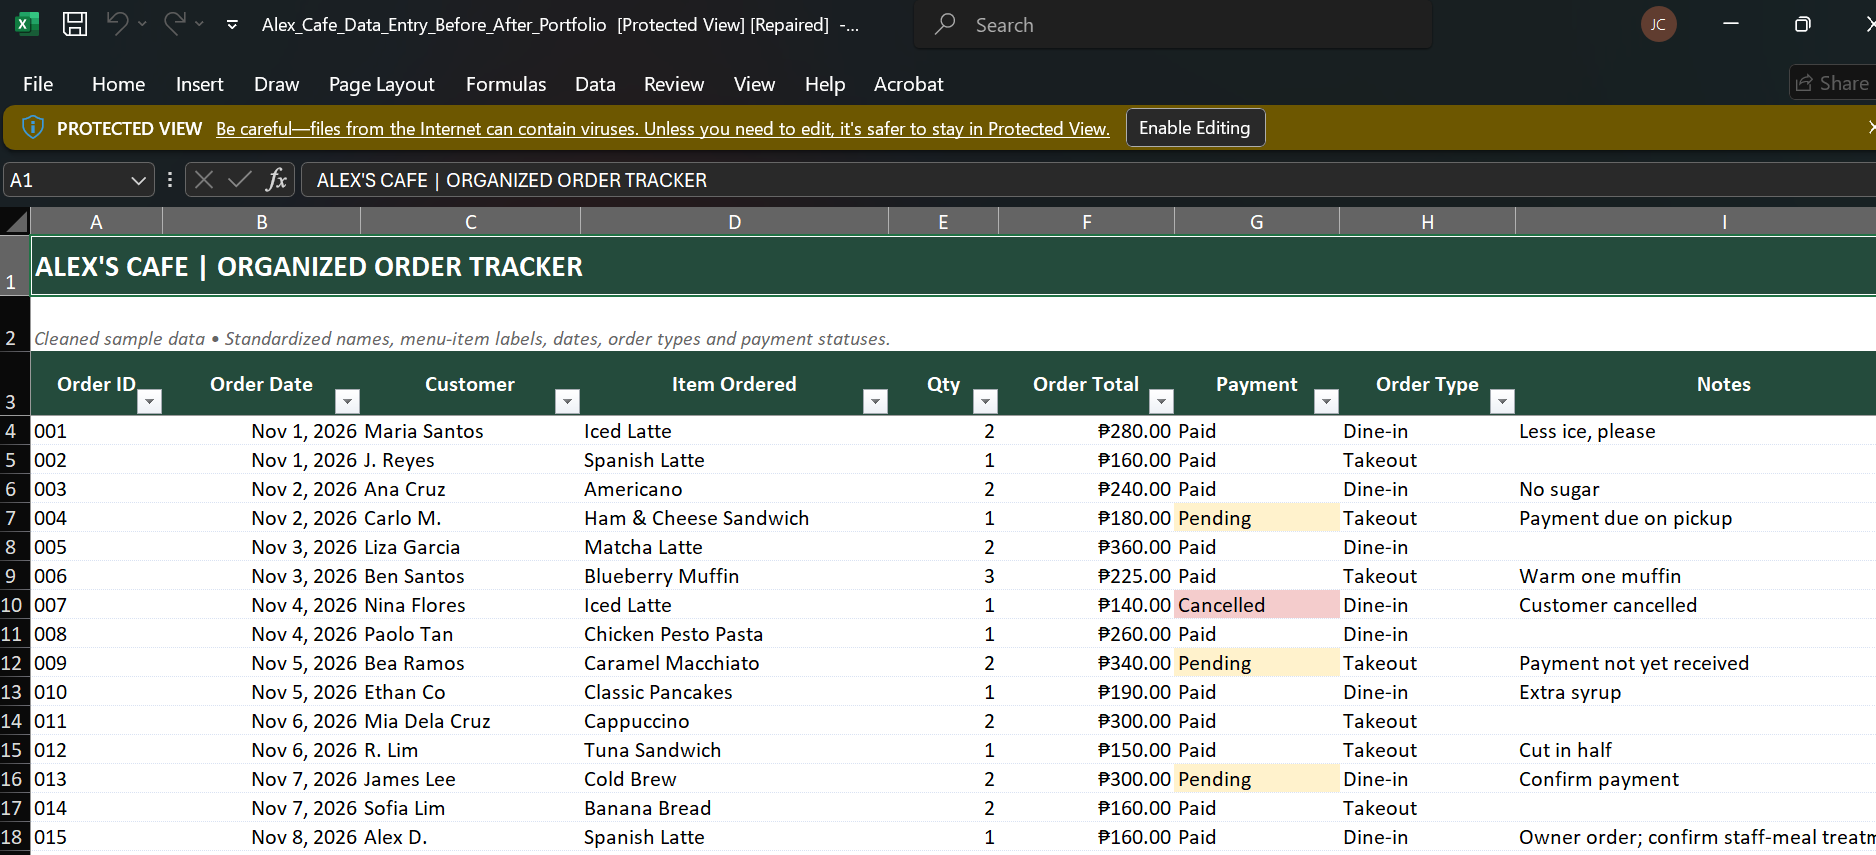 Alex_Cafe_Data_Entry_Before_After_Portfolio [Protected View] [Repaired] -...
Search
JC
File Home Insert Draw Page Layout Formulas Data Review View Help Acrobat
Share
PROTECTED VIEW Be careful—files from the Internet can contain viruses. Unless you need to edit, it's safer to stay in Protected View. Enable Editing
A1 fx ALEX'S CAFE | ORGANIZED ORDER TRACKER
A B C D E F G H I
1 ALEX'S CAFE | ORGANIZED ORDER TRACKER
2 Cleaned sample data • Standardized names, menu-item labels, dates, order types and payment statuses.
3 Order ID Order Date Customer Item Ordered Qty Order Total Payment Order Type Notes
4 001 Nov 1, 2026 Maria Santos Iced Latte 2 ₱280.00 Paid Dine-in Less ice, please
5 002 Nov 1, 2026 J. Reyes Spanish Latte 1 ₱160.00 Paid Takeout
6 003 Nov 2, 2026 Ana Cruz Americano 2 ₱240.00 Paid Dine-in No sugar
7 004 Nov 2, 2026 Carlo M. Ham & Cheese Sandwich 1 ₱180.00 Pending Takeout Payment due on pickup
8 005 Nov 3, 2026 Liza Garcia Matcha Latte 2 ₱360.00 Paid Dine-in
9 006 Nov 3, 2026 Ben Santos Blueberry Muffin 3 ₱225.00 Paid Takeout Warm one muffin
10 007 Nov 4, 2026 Nina Flores Iced Latte 1 ₱140.00 Cancelled Dine-in Customer cancelled
11 008 Nov 4, 2026 Paolo Tan Chicken Pesto Pasta 1 ₱260.00 Paid Dine-in
12 009 Nov 5, 2026 Bea Ramos Caramel Macchiato 2 ₱340.00 Pending Takeout Payment not yet received
13 010 Nov 5, 2026 Ethan Co Classic Pancakes 1 ₱190.00 Paid Dine-in Extra syrup
14 011 Nov 6, 2026 Mia Dela Cruz Cappuccino 2 ₱300.00 Paid Takeout
15 012 Nov 6, 2026 R. Lim Tuna Sandwich 1 ₱150.00 Paid Takeout Cut in half
16 013 Nov 7, 2026 James Lee Cold Brew 2 ₱300.00 Pending Dine-in Confirm payment
17 014 Nov 7, 2026 Sofia Lim Banana Bread 2 ₱160.00 Paid Takeout
18 015 Nov 8, 2026 Alex D. Spanish Latte 1 ₱160.00 Paid Dine-in Owner order; confirm staff-meal